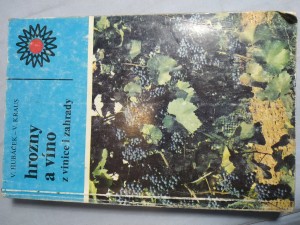 V. HUBÁČEK – V. KRAUS
hrozny
a víno
z vinice i zahrady